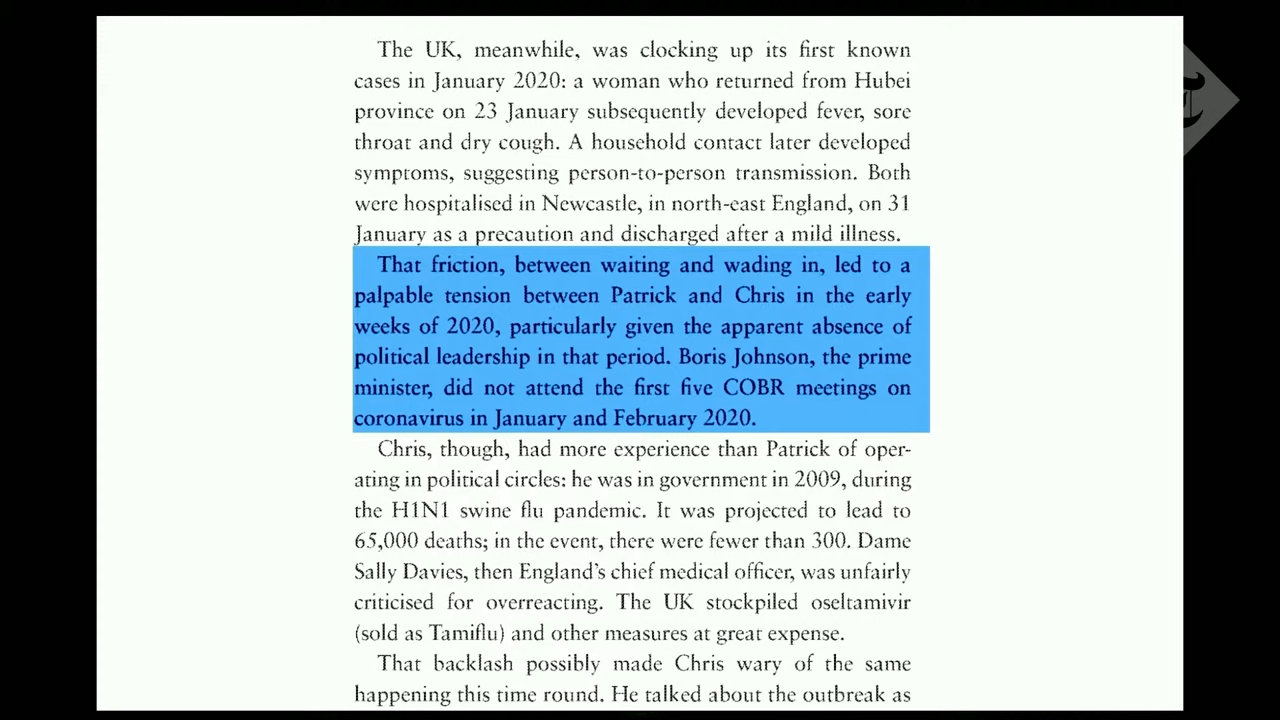 The UK, meanwhile, was clocking up its first known
cases in January 2020: a woman who returned from Hubei
province on 23 January subsequently developed fever, sore
throat and dry cough. A household contact later developed
symptoms, suggesting person-to-person transmission. Both
were hospitalised in Newcastle, in north-east England, on 31
January as a precaution and discharged after a mild illness.
That friction, between waiting and wading in, led to a
palpable tension between Patrick and Chris in the early
weeks of 2020, particularly given the apparent absence of
political leadership in that period. Boris Johnson, the prime
minister, did not attend the first five COBR meetings on
coronavirus in January and February 2020.
Chris, though, had more experience than Patrick of oper-
ating in political circles: he was in government in 2009, during
the H1N1 swine flu pandemic. It was projected to lead to
65,000 deaths; in the event, there were fewer than 300. Dame
Sally Davies, then England's chief medical officer, was unfairly
criticised for overreacting. The UK stockpiled oseltamivir
(sold as Tamiflu) and other measures at great expense.
That backlash possibly made Chris wary of the same
happening this time round. He talked about the outbreak as